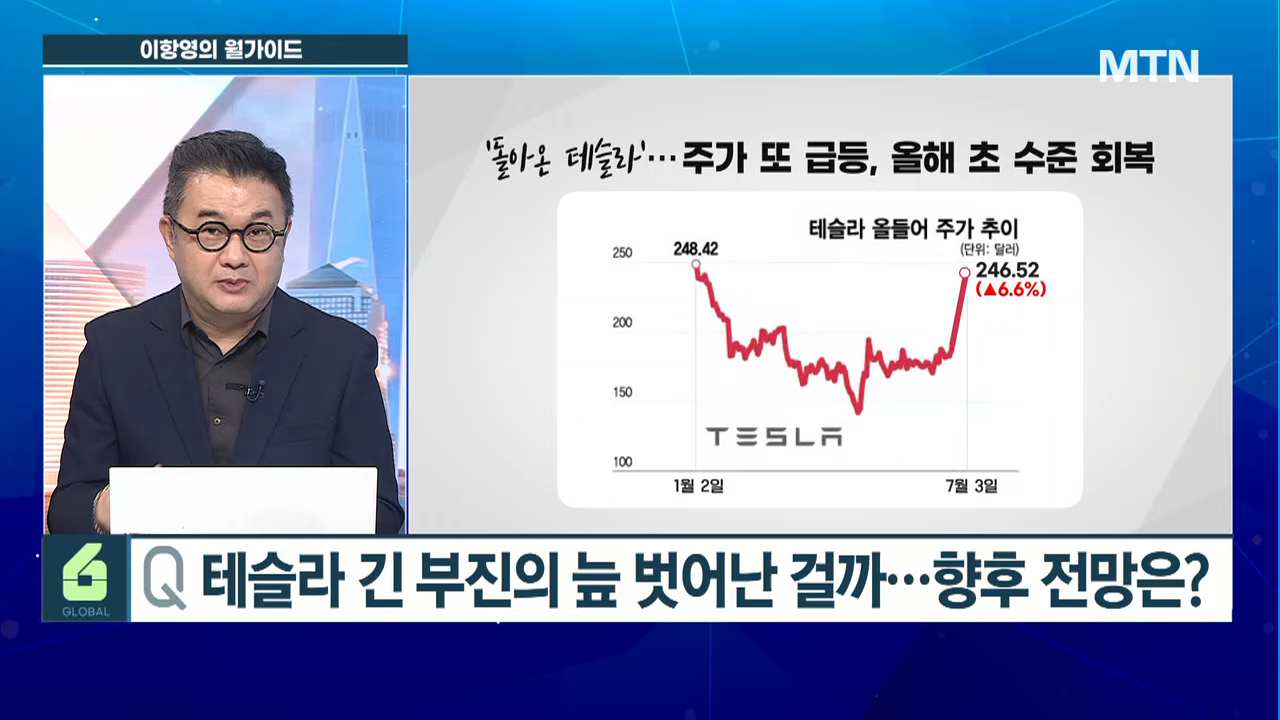 이항영의 월가이드
MTN
'돌아온 테슬라'…주가 또 급등, 올해 초 수준 회복
테슬라 올들어 주가 추이
(단위: 달러)
250
248.42
246.52
(▲6.6%)
200
150
TESLA
100
1월 2일
7월 3일
6
GLOBAL
Q 테슬라 긴 부진의 늪 벗어난 걸까…향후 전망은?